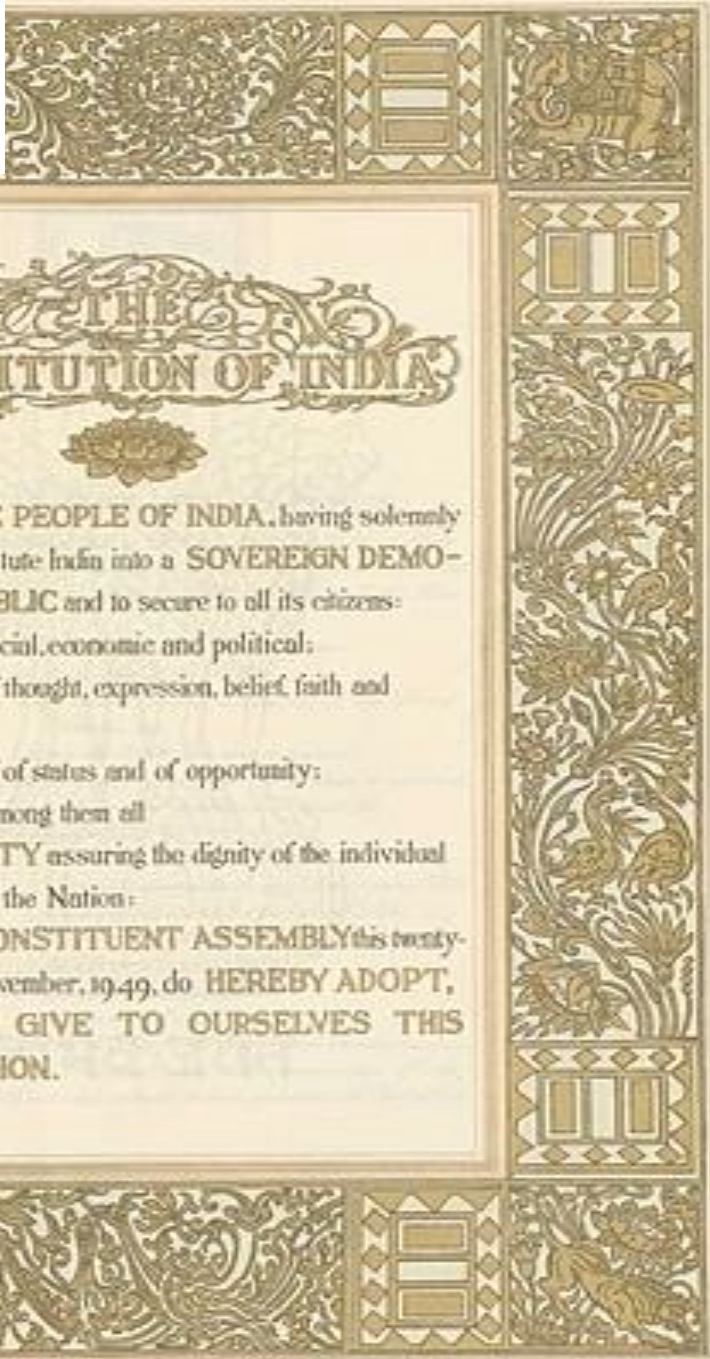 THE
ITUTION OF INDIA
E PEOPLE OF INDIA, having solemnly
tute India into a SOVEREIGN DEMO-
BLIC and to secure to all its citizens:
cial, economic and political;
f thought, expression, belief, faith and
of status and of opportunity;
mong them all
TY assuring the dignity of the individual
the Nation;
ONSTITUENT ASSEMBLY this twenty-
vember, 1949, do HEREBY ADOPT,
GIVE TO OURSELVES THIS
ION.